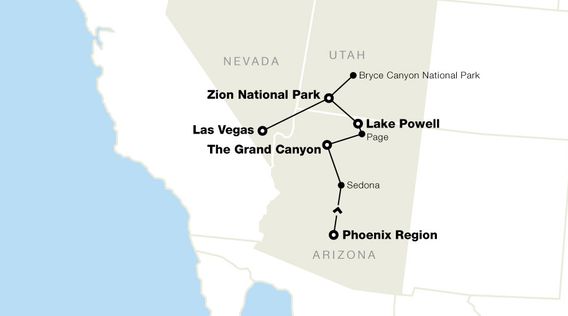 UTAH
NEVADA
Bryce Canyon National Park
Zion National Park
Lake Powell
Las Vegas
Page
The Grand Canyon
Sedona
Phoenix Region
ARIZONA